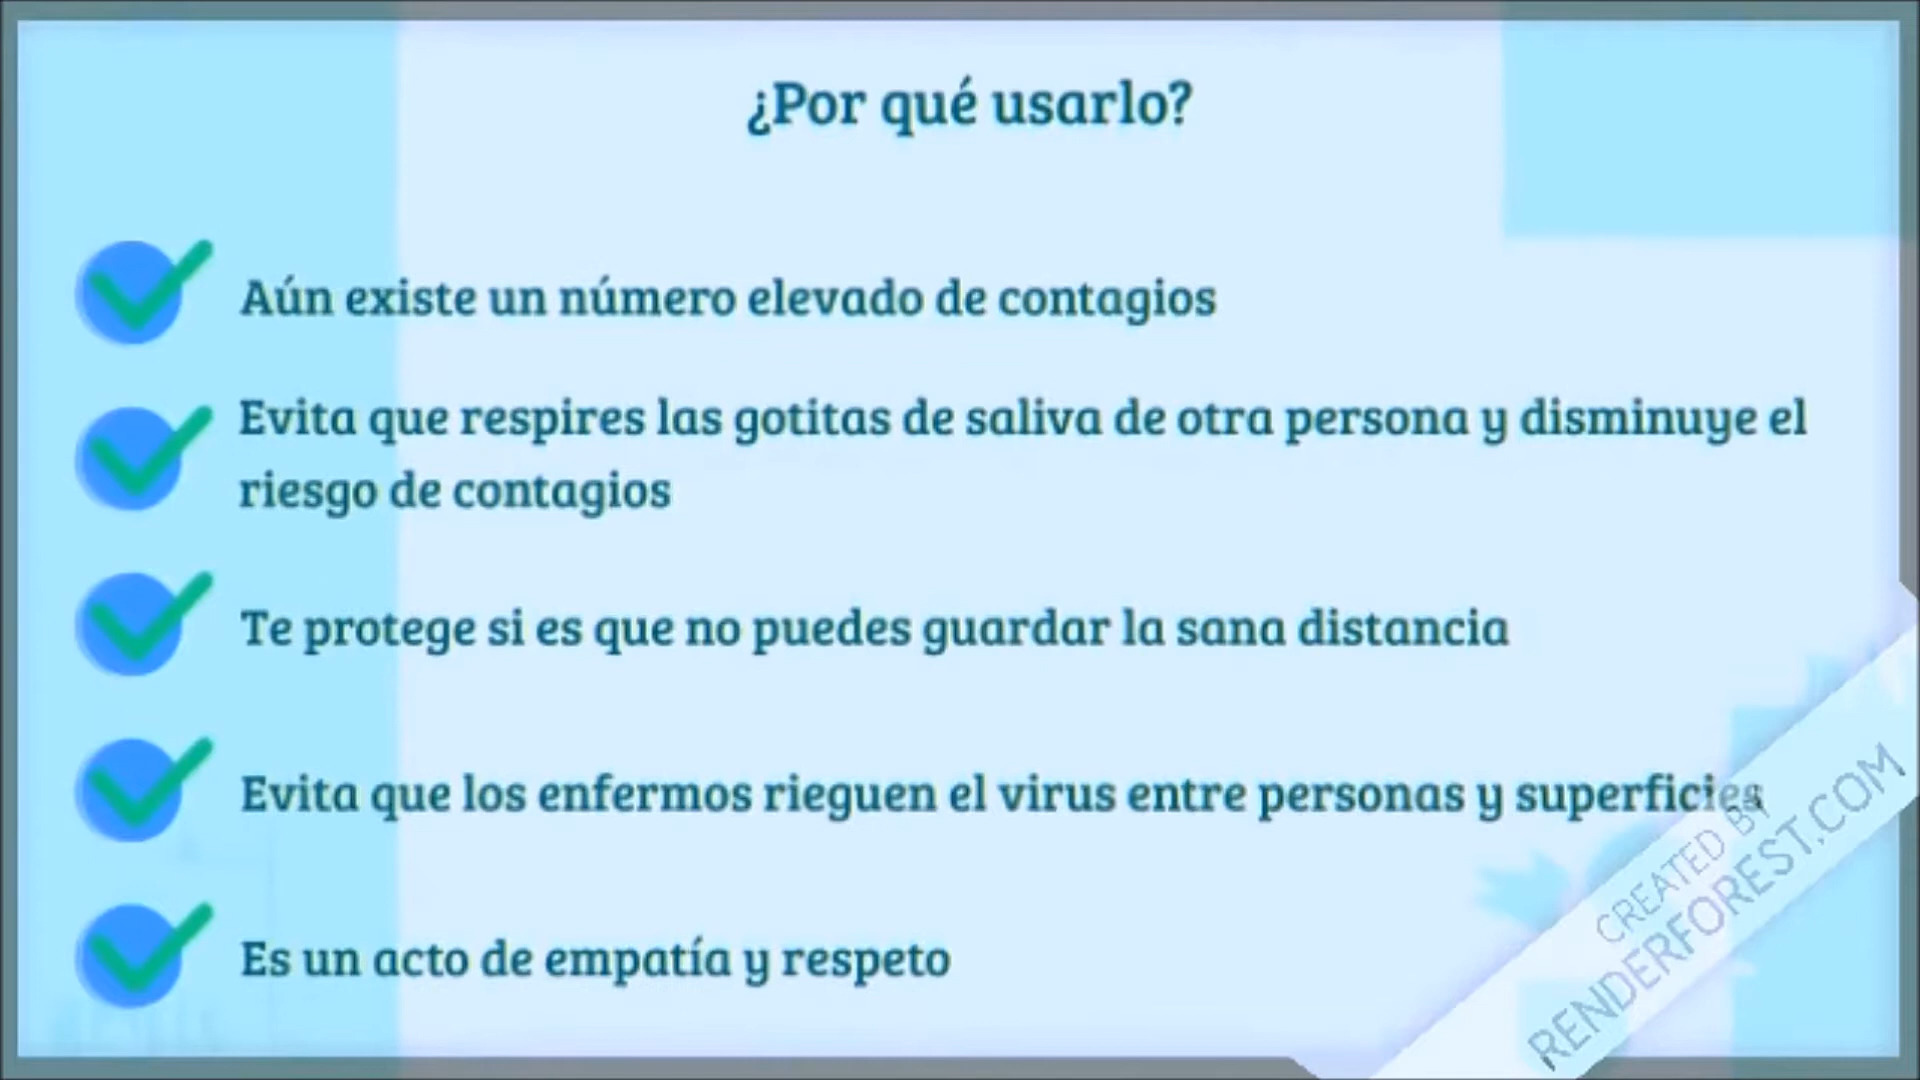 ¿Por qué usarlo?
Aún existe un número elevado de contagios
Evita que respires las gotitas de saliva de otra persona y disminuye el
riesgo de contagios
Te protege si es que no puedes guardar la sana distancia
Evita que los enfermos rieguen el virus entre personas y superficies
Es un acto de empatía y respeto
CREATED BY
RENDERFOREST.COM